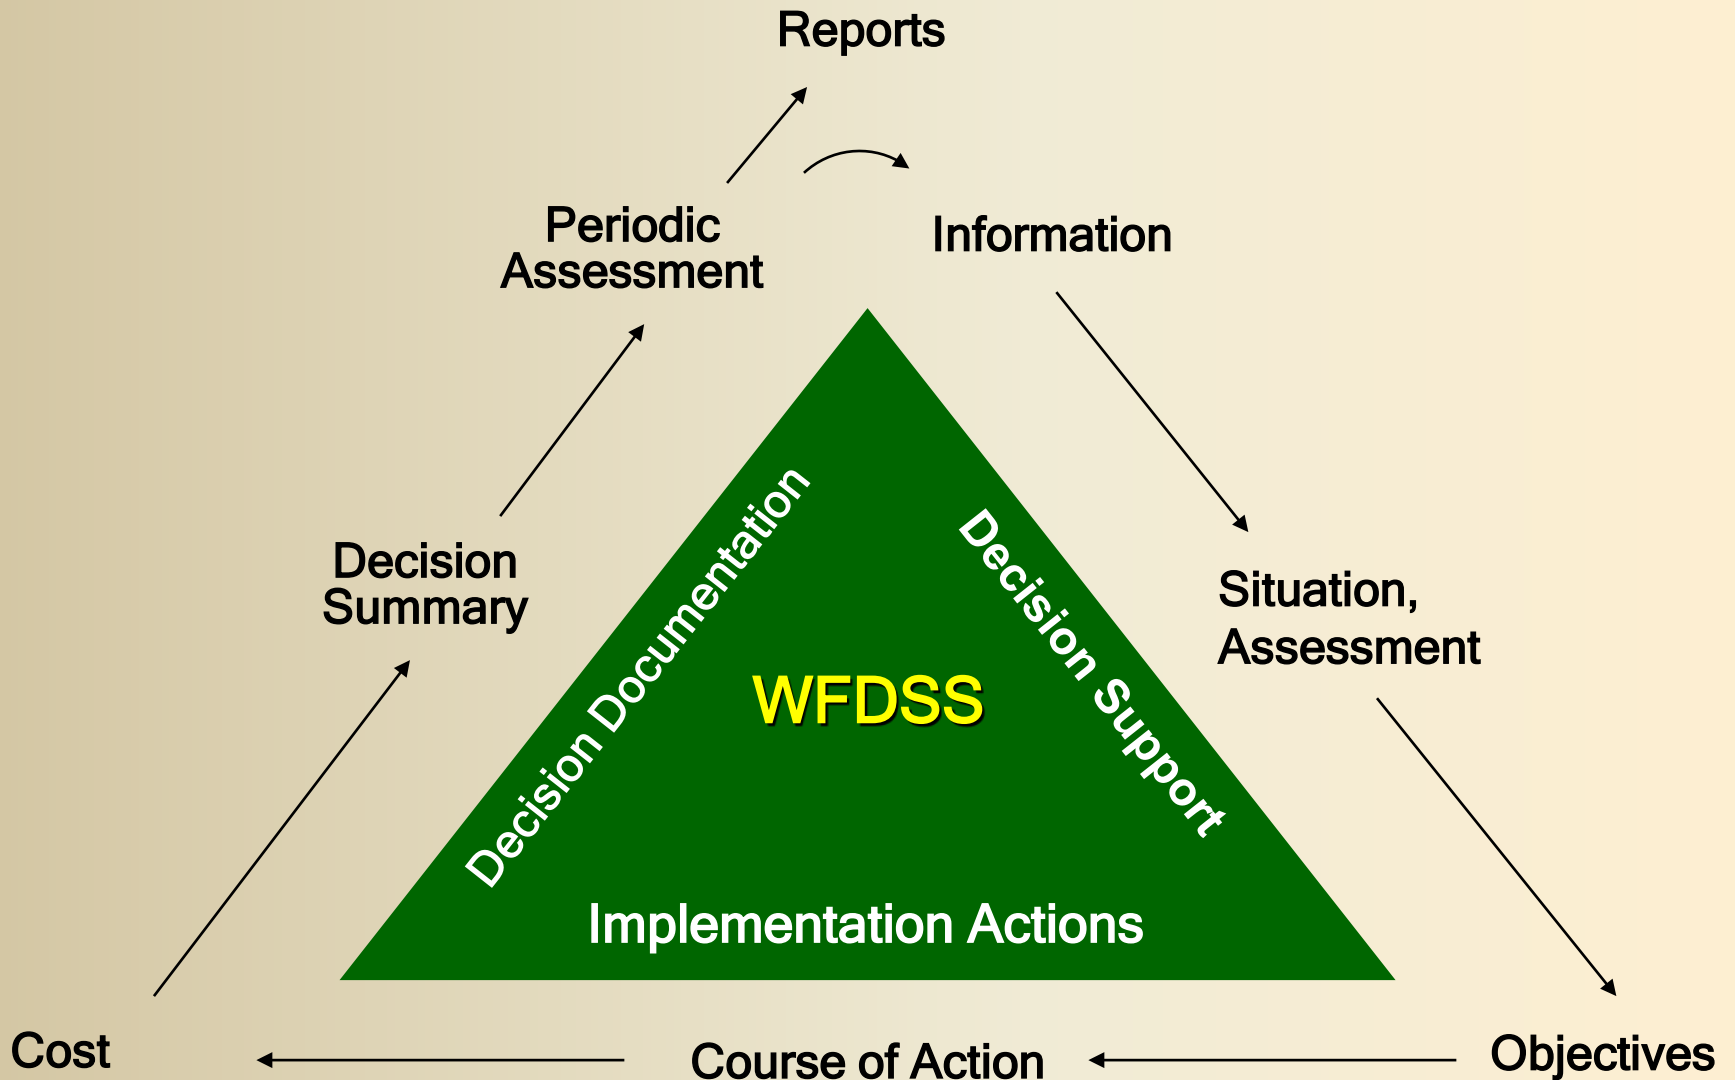 Reports
Periodic
Assessment
Information
Decision
Summary
Situation,
Assessment
Decision Documentation
Decision Support
WFDSS
Implementation Actions
Cost
Course of Action
Objectives